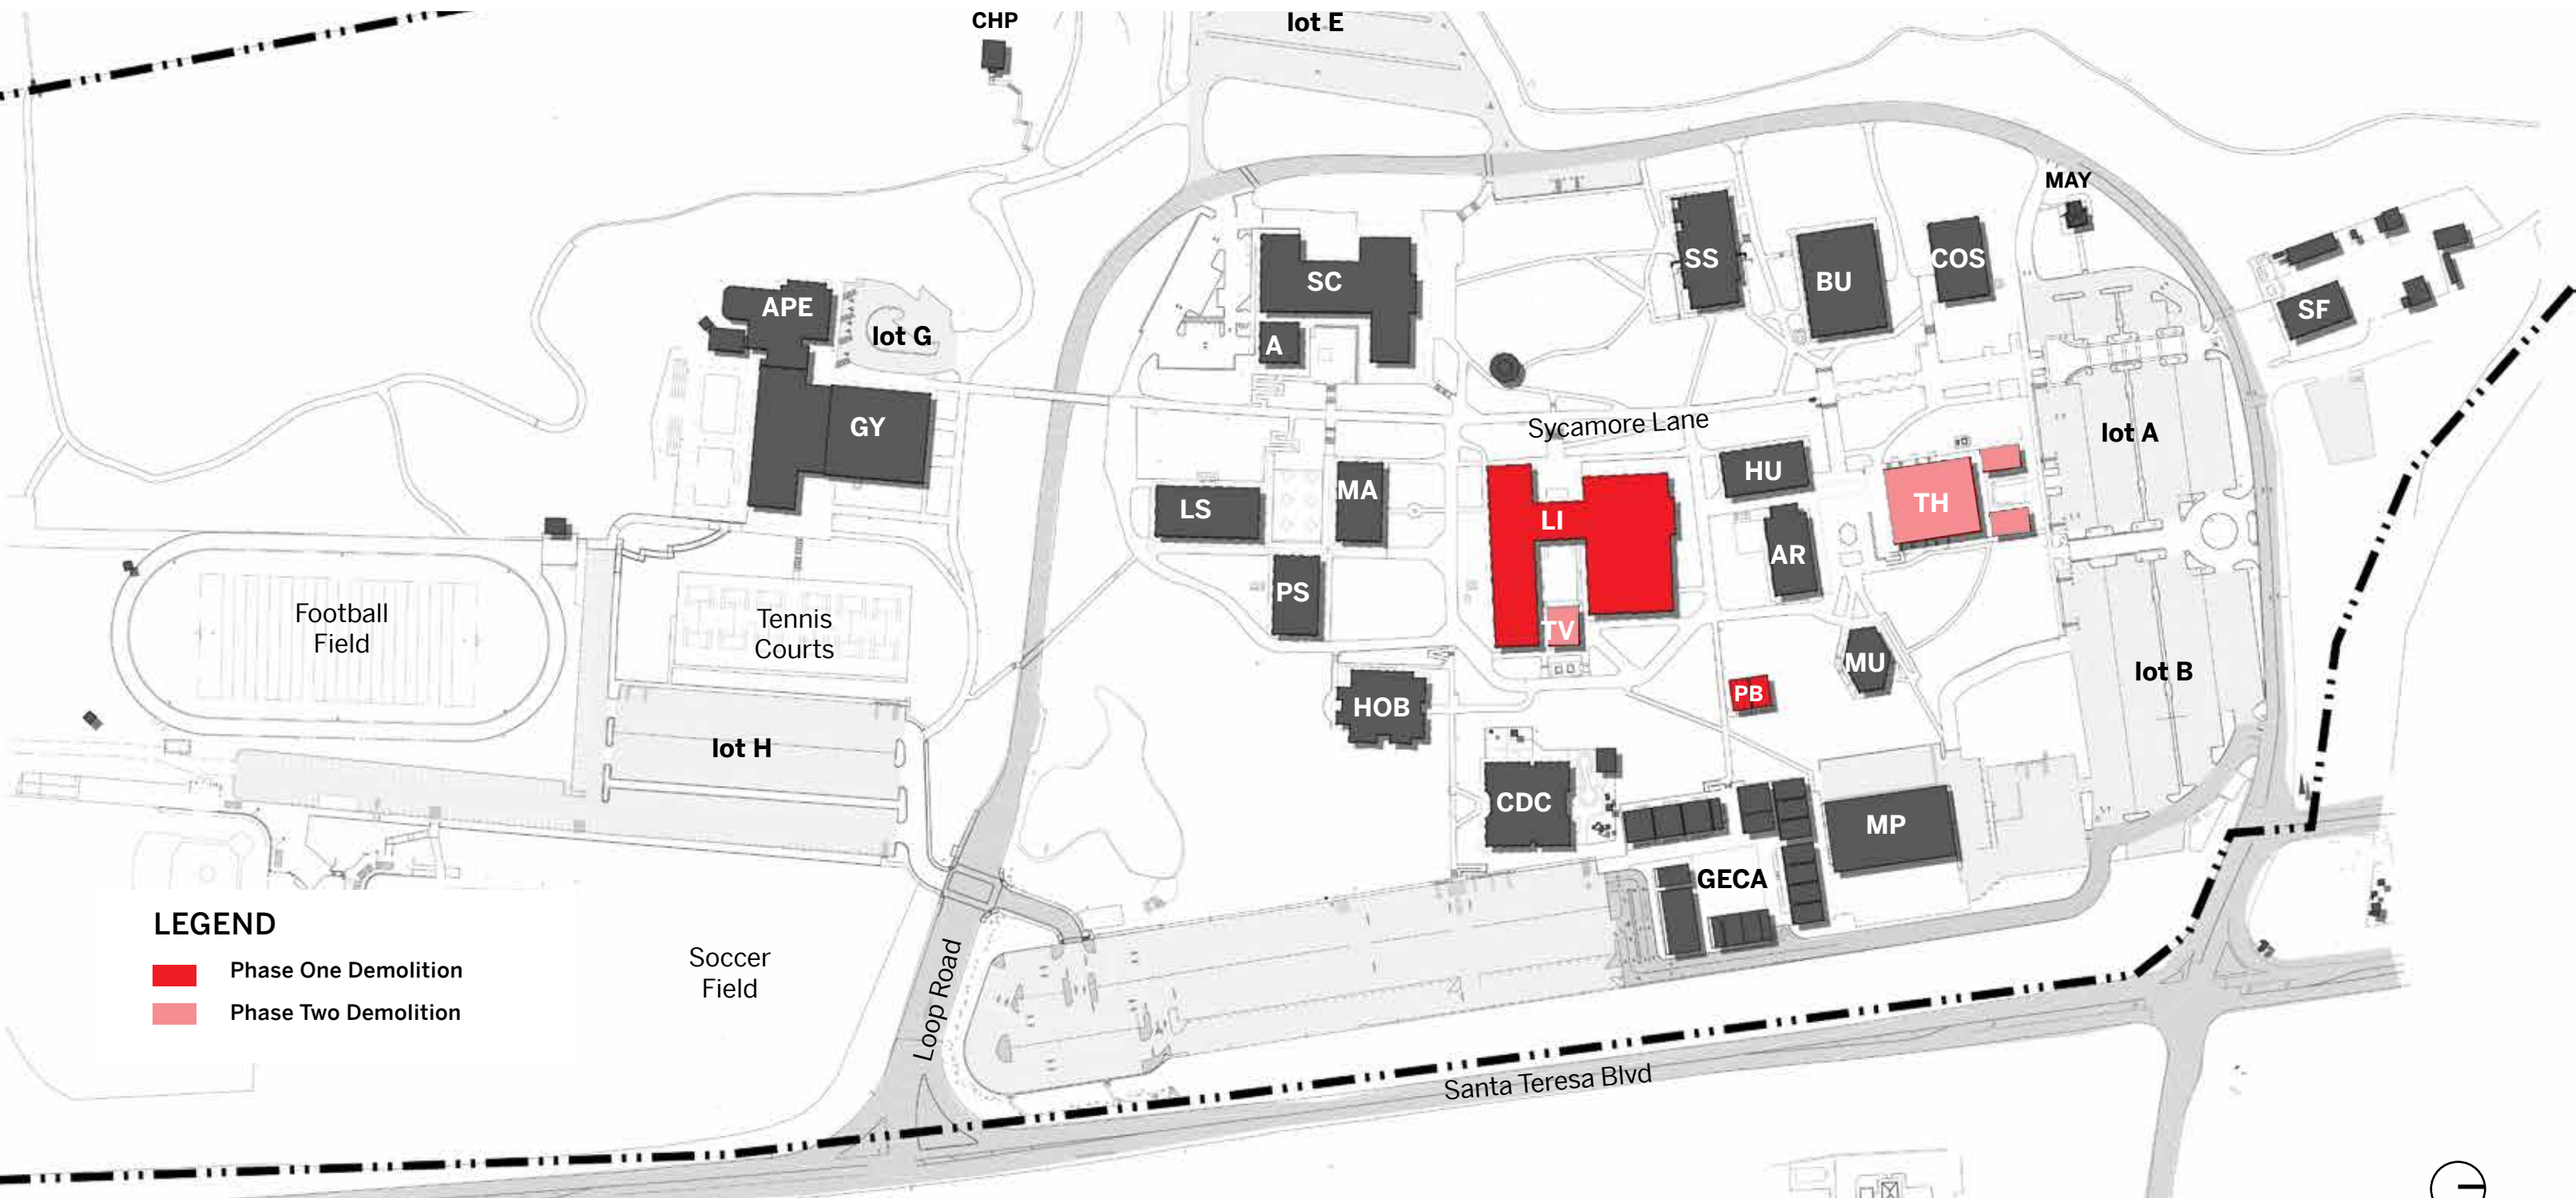 CHP
lot E
MAY
SS
COS
BU
SC
SF
APE
lot G
A
Sycamore Lane
GY
lot A
HU
MA
LS
TH
LI
AR
PS
Football
Field
Tennis
Courts
TV
MU
lot B
PB
HOB
lot H
CDC
MP
GECA
LEGEND
Phase One Demolition
Phase Two Demolition
Soccer
Field
Loop Road
Santa Teresa Blvd